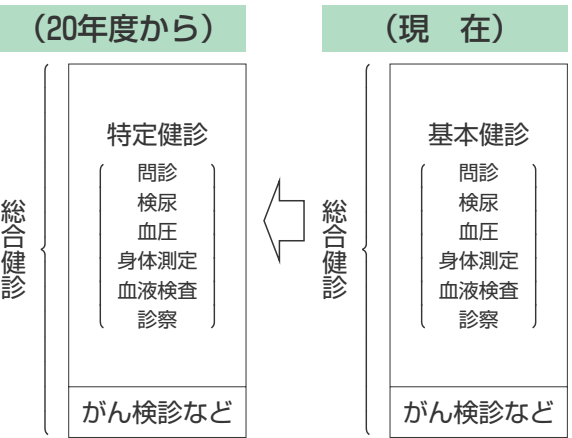 (20年度から)
総合健診
特定健診
問診
検尿
血圧
身体測定
血液検査
診察
がん検診など
(現　在)
総合健診
基本健診
問診
検尿
血圧
身体測定
血液検査
診察
がん検診など